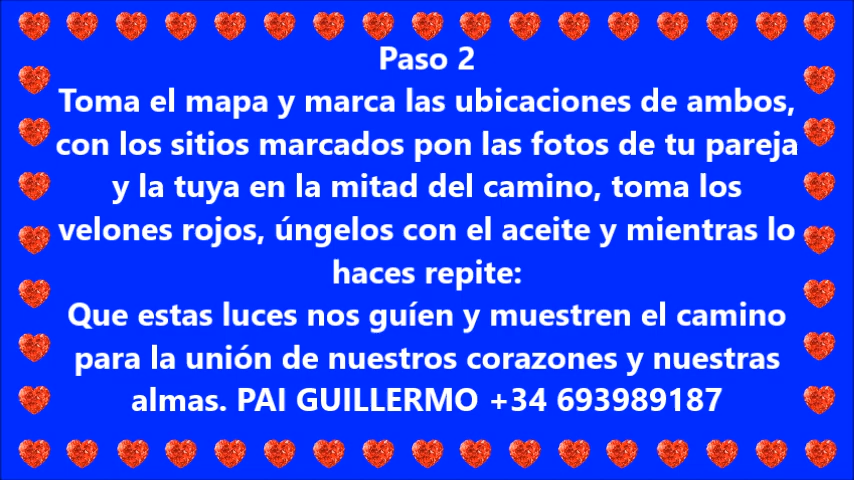 Paso 2
Toma el mapa y marca las ubicaciones de ambos,
con los sitios marcados pon las fotos de tu pareja
y la tuya en la mitad del camino, toma los
velones rojos, úngelos con el aceite y mientras lo
haces repite:
Que estas luces nos guíen y muestren el camino
para la unión de nuestros corazones y nuestras
almas. PAI GUILLERMO +34 693989187